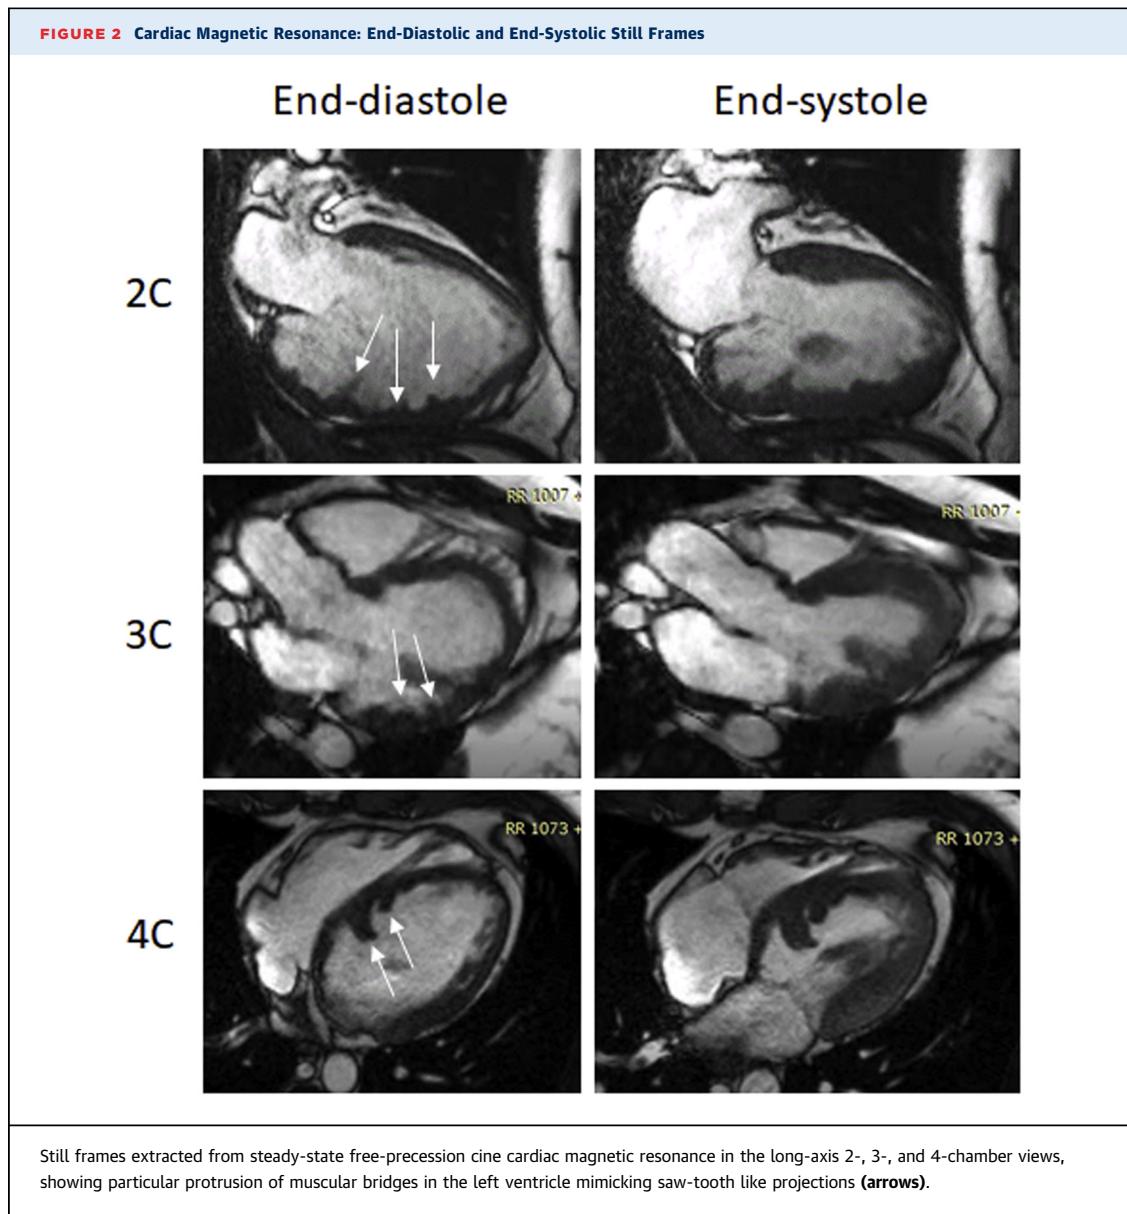 FIGURE 2 Cardiac Magnetic Resonance: End-Diastolic and End-Systolic Still Frames
End-diastole End-systole
2C
RR 1007 + RR 1007
3C
RR 1073 + RR 1073 +
4C
Still frames extracted from steady-state free-precession cine cardiac magnetic resonance in the long-axis 2-, 3-, and 4-chamber views,
showing particular protrusion of muscular bridges in the left ventricle mimicking saw-tooth like projections (arrows).